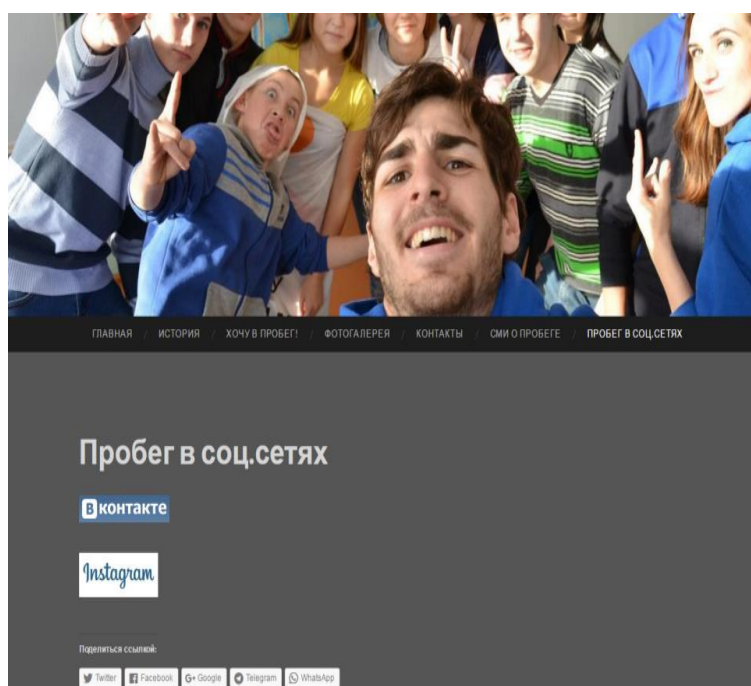 ГЛАВНАЯ / ИСТОРИЯ / ХОЧУ В ПРОБЕГ! / ФОТОГАЛЕРЕЯ / КОНТАКТЫ / СМИ О ПРОБЕГЕ / ПРОБЕГ В СОЦ.СЕТЯХ
Пробег в соц.сетях
В контакте
Instagram
Поделиться ссылкой:
Twitter Facebook G+ Google Telegram WhatsApp